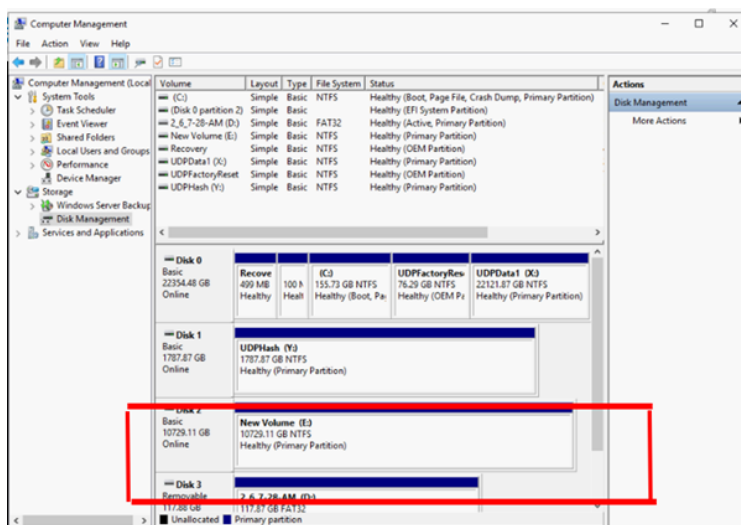 Computer Management
File Action View Help
Computer Management (Local
System Tools
Task Scheduler
Event Viewer
Shared Folders
Local Users and Groups
Performance
Device Manager
Storage
Windows Server Backup
Disk Management
Services and Applications
Volume Layout Type File System Status
(C:) Simple Basic NTFS Healthy (Boot, Page File, Crash Dump, Primary Partition)
(Disk 0 partition 2) Simple Basic Healthy (EFI System Partition)
2_6_7-28-AM (D:) Simple Basic FAT32 Healthy (Active, Primary Partition)
New Volume (E:) Simple Basic NTFS Healthy (Primary Partition)
Recovery Simple Basic NTFS Healthy (OEM Partition)
UDPData1 (X:) Simple Basic NTFS Healthy (Primary Partition)
UDPFactoryReset Simple Basic NTFS Healthy (OEM Partition)
UDPHash (Y:) Simple Basic NTFS Healthy (Primary Partition)
Actions
Disk Management
More Actions
Disk 0
Basic
22354.48 GB
Online
Recove
499 MB
Healthy
100 M
Healt
(C:)
155.73 GB NTFS
Healthy (Boot, Pa
UDPFactoryRes
76.29 GB NTFS
Healthy (OEM Pa
UDPData1 (X:)
22121.87 GB NTFS
Healthy (Primary Partition)
Disk 1
Basic
1787.87 GB
Online
UDPHash (Y:)
1787.87 GB NTFS
Healthy (Primary Partition)
Disk 2
Basic
10729.11 GB
Online
New Volume (E:)
10729.11 GB NTFS
Healthy (Primary Partition)
Disk 3
Removable
117.88 GB
2_6_7-28-AM (D:)
117.87 GB FAT32
Unallocated Primary partition